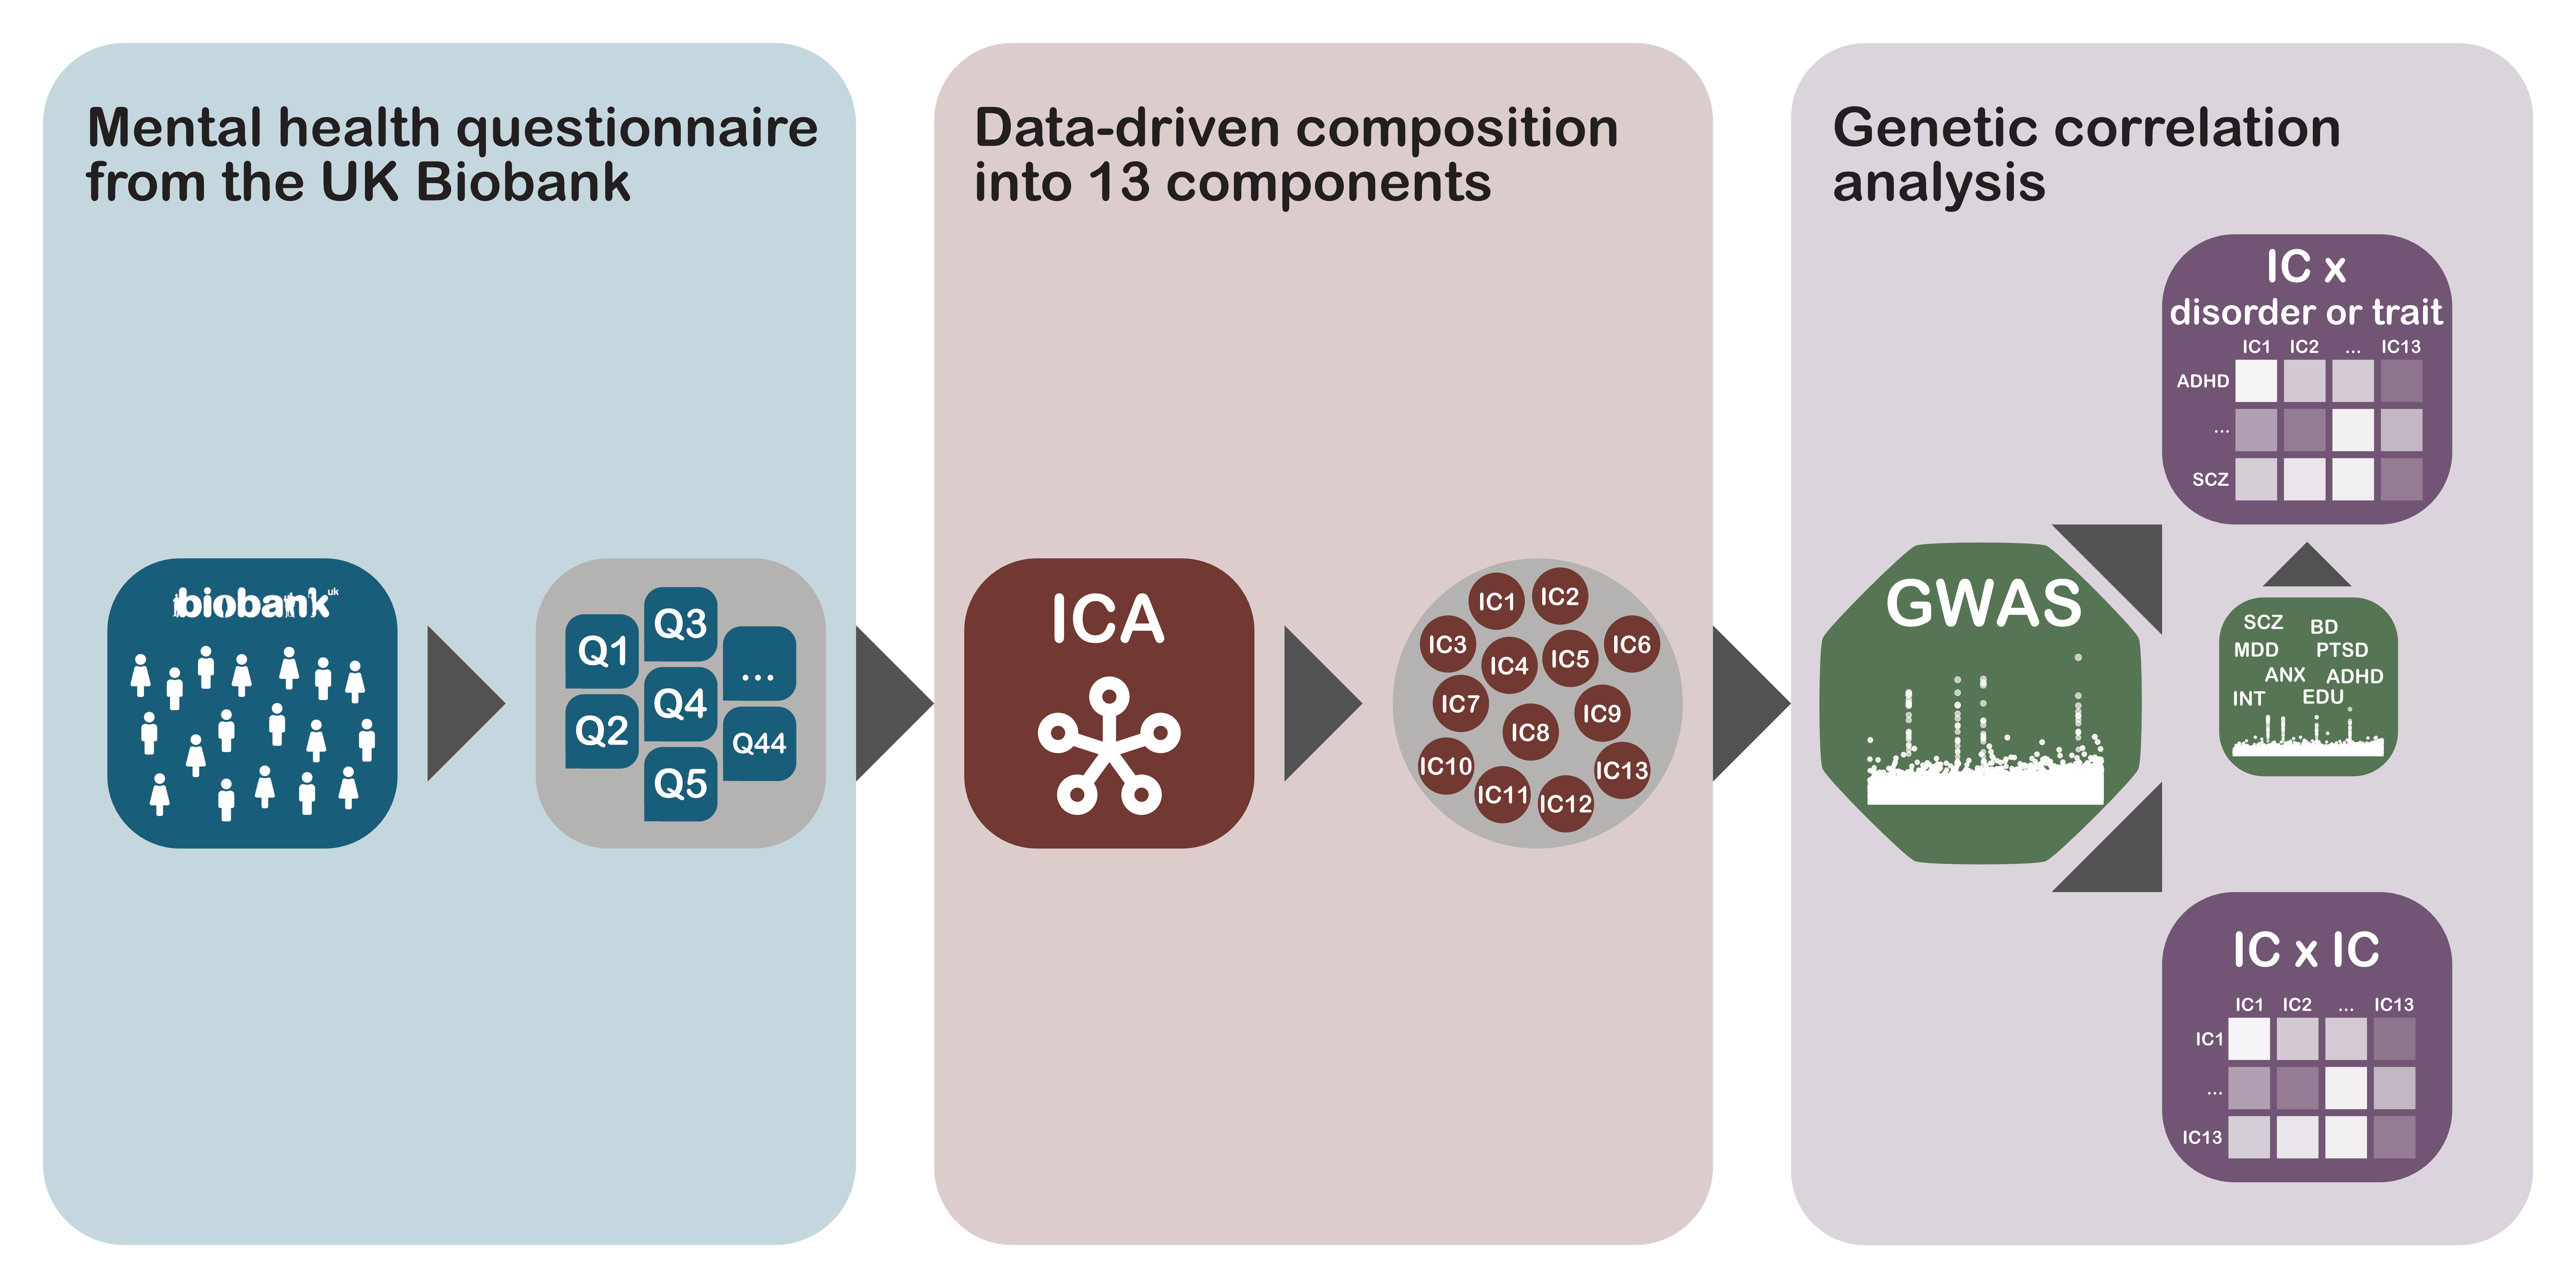 Mental health questionnaire
from the UK Biobank
biobank uk
Q1
Q2
Q3
Q4
Q5
...
Q44
Data-driven composition
into 13 components
ICA
IC1
IC2
IC3
IC4
IC5
IC6
IC7
IC8
IC9
IC10
IC11
IC12
IC13
Genetic correlation
analysis
GWAS
IC x
disorder or trait
IC1 IC2 ... IC13
ADHD
...
SCZ
SCZ BD
MDD PTSD
ANX ADHD
INT EDU
IC x IC
IC1 IC2 ... IC13
IC1
...
IC13